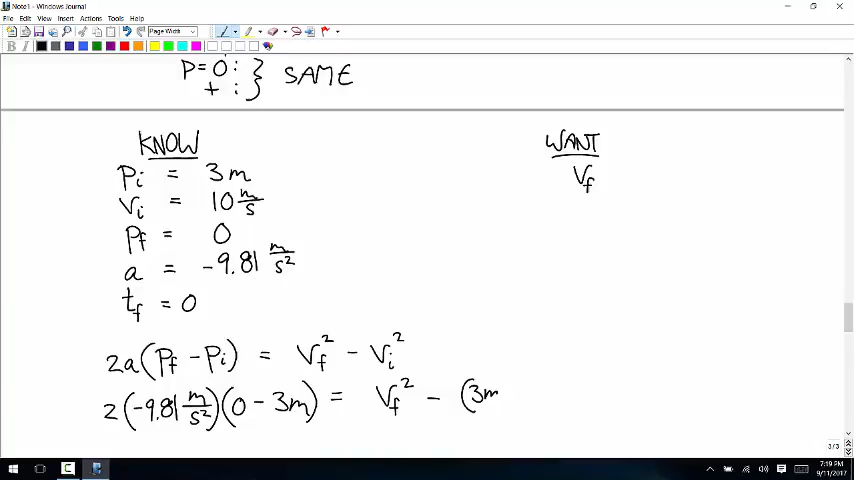 Note1 - Windows Journal
File Edit View Insert Actions Tools Help
Page Width
B I
P = 0 : } SAME
+ :
KNOW WANT
Pi = 3m Vf
Vi = 10 m/s
Pf = 0
a = -9.81 m/s²
tf = 0
2a(Pf - Pi) = Vf² - Vi²
2(-9.81 m/s²)(0 - 3m) = Vf² - (3m
3/3
7:19 PM
9/11/2017